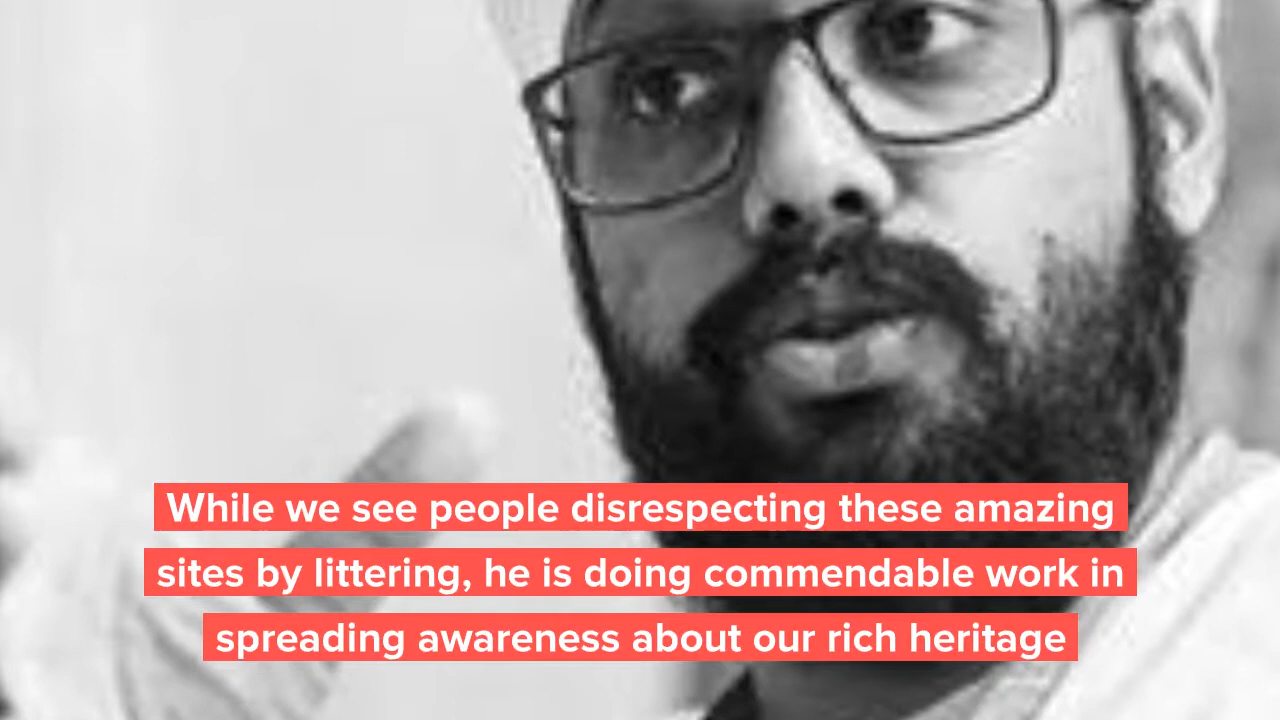 While we see people disrespecting these amazing
sites by littering, he is doing commendable work in
spreading awareness about our rich heritage